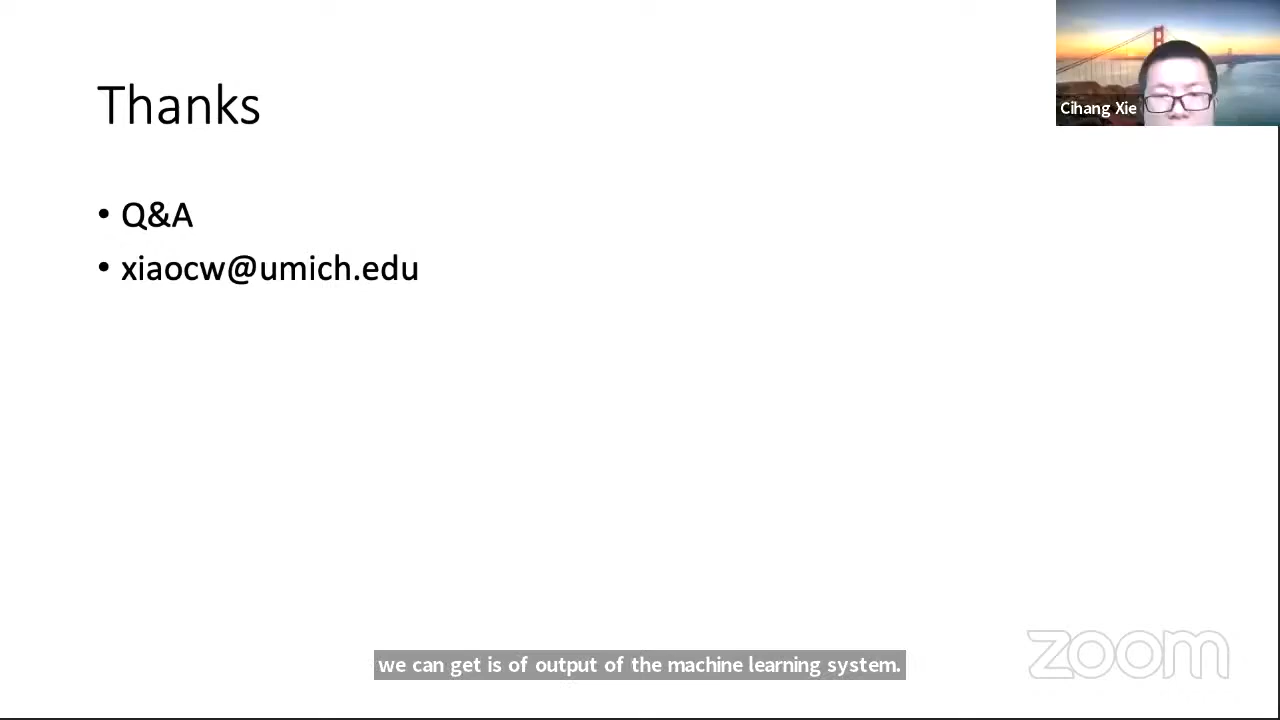 Thanks
Cihang Xie
• Q&A
• xiaocw@umich.edu
we can get is of output of the machine learning system.
zoom